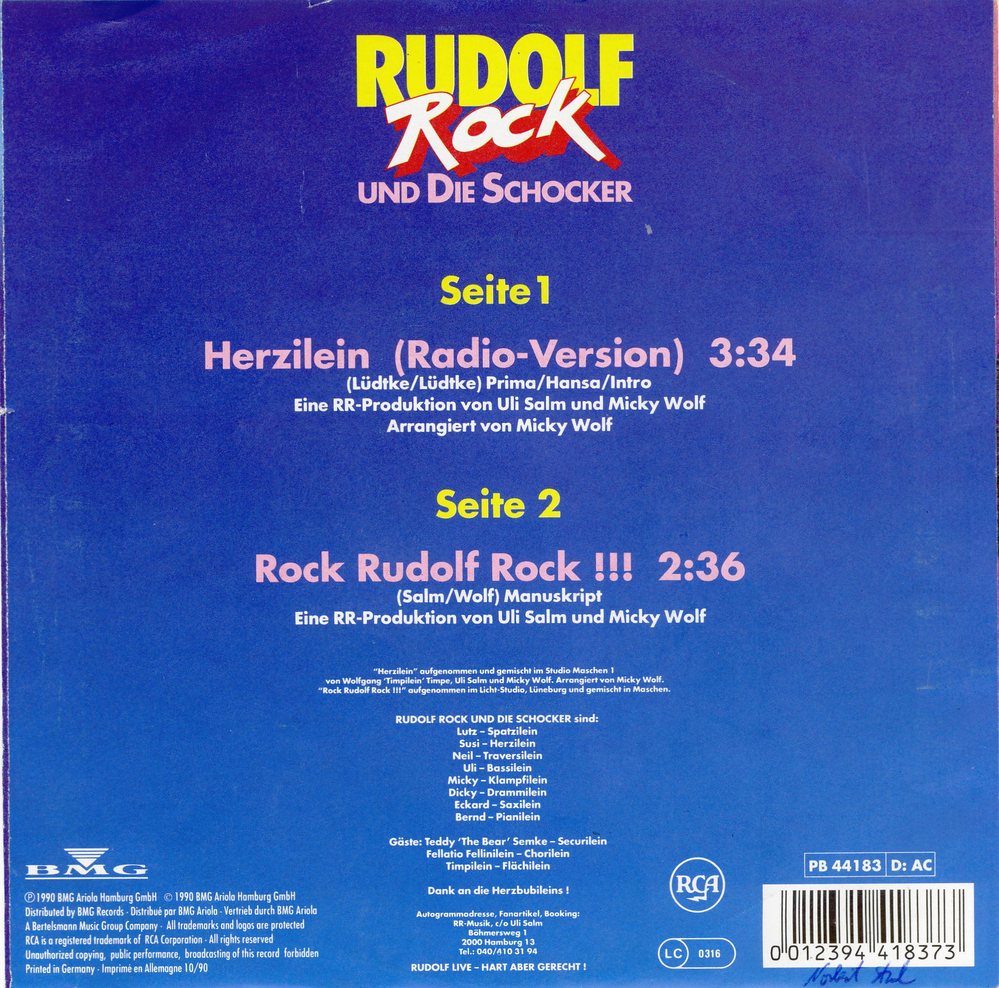 RUDOLF
Rock
UND DIE SCHOCKER
Seite 1
Herzilein (Radio-Version) 3:34
(Lüdtke/Lüdtke) Prima/Hansa/Intro
Eine RR-Produktion von Uli Salm und Micky Wolf
Arrangiert von Micky Wolf
Seite 2
Rock Rudolf Rock !!! 2:36
(Salm/Wolf) Manuskript
Eine RR-Produktion von Uli Salm und Micky Wolf
"Herzilein" aufgenommen und gemischt im Studio Maschen 1
von Wolfgang 'Timpilein' Timpe, Uli Salm und Micky Wolf. Arrangiert von Micky Wolf.
"Rock Rudolf Rock !!!" aufgenommen im Licht-Studio, Lüneburg und gemischt in Maschen.
RUDOLF ROCK UND DIE SCHOCKER sind:
Lutz – Spatzilein
Susi – Herzilein
Neil – Traversilein
Uli – Bassilein
Micky – Klampfilein
Dicky – Drammilein
Eckard – Saxilein
Bernd – Pianilein
Gäste: Teddy 'The Bear' Semke – Securilein
Fellatio Fellinilein – Chorilein
Timpilein – Flächilein
Dank an die Herzbubileins !
Autogrammadresse, Fanartikel, Booking:
RR-Musik, c/o Uli Salm
Böhmersweg 1
2000 Hamburg 13
Tel.: 040/410 31 94
RUDOLF LIVE – HART ABER GERECHT !
BMG
Ⓟ 1990 BMG Ariola Hamburg GmbH © 1990 BMG Ariola Hamburg GmbH
Distributed by BMG Records · Distribué par BMG Ariola · Vertrieb durch BMG Ariola
A Bertelsmann Music Group Company · All trademarks and logos are protected
RCA is a registered trademark of RCA Corporation · All rights reserved
Unauthorized copying, public performance, broadcasting of this record forbidden
Printed in Germany · Imprimé en Allemagne 10/90
RCA
LC 0316
PB 44183 D: AC
0 012394 418373